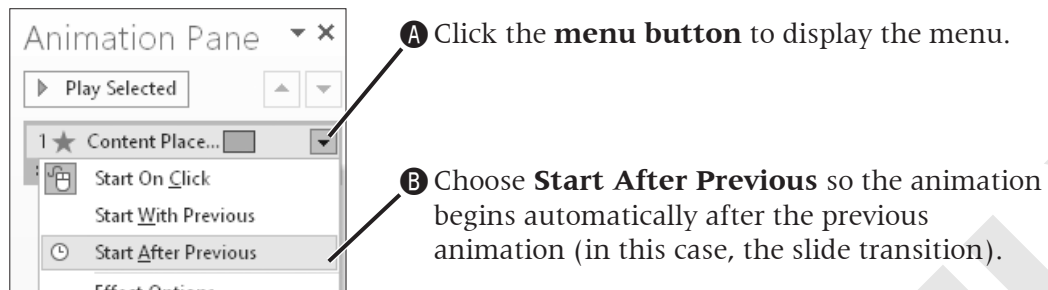 Animation Pane
Ⓐ Click the menu button to display the menu.
Play Selected
1 Content Place...
Start On Click
Ⓑ Choose Start After Previous so the animation
Start With Previous
begins automatically after the previous
Start After Previous
animation (in this case, the slide transition).
Effect Options